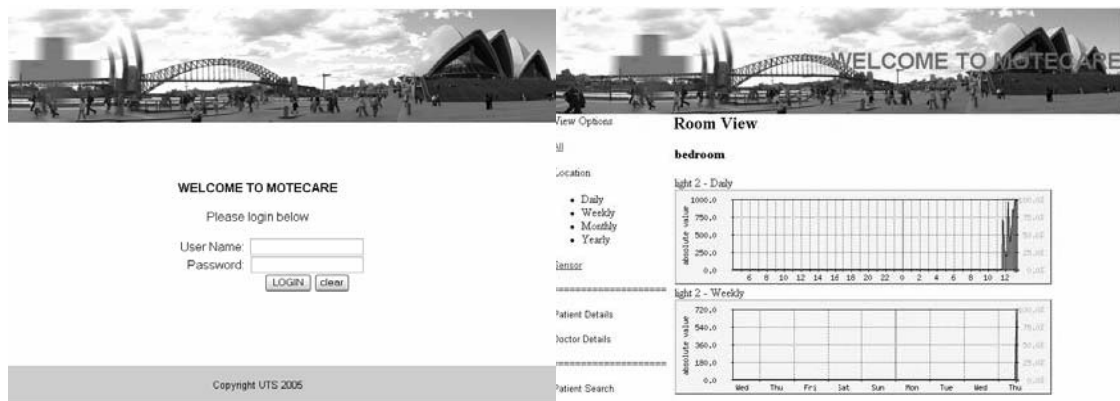 WELCOME TO MOTECARE
Please login below
User Name:
Password:
LOGIN clear
Copyright UTS 2005
WELCOME TO MOTECARE
View Options
All
Location
Daily
Weekly
Monthly
Yearly
Sensor
Patient Details
Doctor Details
Patient Search
Room View
bedroom
light 2 - Daily
absolute value
1000.0
750.0
500.0
250.0
0.0
6 8 10 12 14 16 18 20 22 0 2 4 6 8 10 12
light 2 - Weekly
absolute value
720.0
540.0
360.0
180.0
0.0
Wed Thu Fri Sat Sun Mon Tue Wed Thu